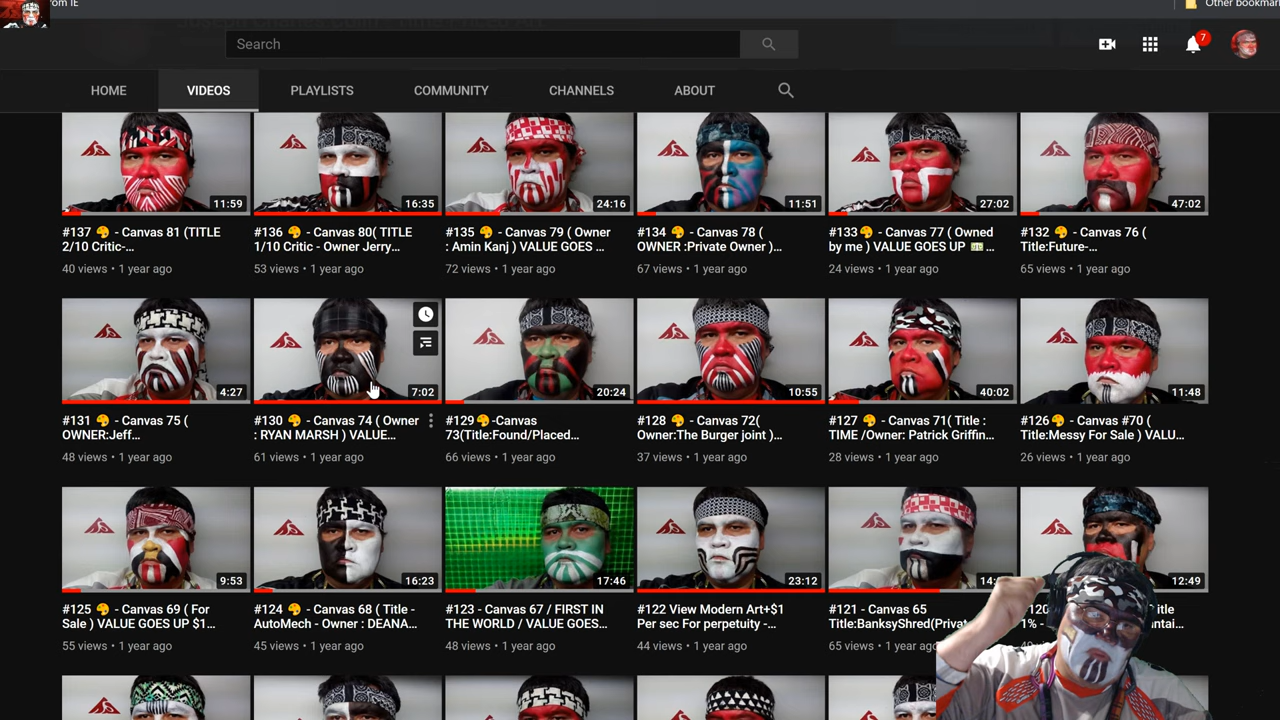 rom IE
Other bookmar
Search
7
HOME
VIDEOS
PLAYLISTS
COMMUNITY
CHANNELS
ABOUT
11:59
16:35
24:16
11:51
27:02
47:02
#137 🎨 - Canvas 81 (TITLE
2/10 Critic-...
40 views • 1 year ago
#136 🎨 - Canvas 80( TITLE
1/10 Critic - Owner Jerry...
53 views • 1 year ago
#135 🎨 - Canvas 79 ( Owner
: Amin Kanj ) VALUE GOES ...
72 views • 1 year ago
#134 🎨 - Canvas 78 (
OWNER :Private Owner )...
67 views • 1 year ago
#133🎨 - Canvas 77 ( Owned
by me ) VALUE GOES UP 💵...
24 views • 1 year ago
#132 🎨 - Canvas 76 (
Title:Future-...
65 views • 1 year ago
4:27
7:02
20:24
10:55
40:02
11:48
#131 🎨 - Canvas 75 (
OWNER:Jeff...
48 views • 1 year ago
#130 🎨 - Canvas 74 ( Owner
: RYAN MARSH ) VALUE...
61 views • 1 year ago
#129🎨-Canvas
73(Title:Found/Placed...
66 views • 1 year ago
#128 🎨 - Canvas 72(
Owner:The Burger joint )...
37 views • 1 year ago
#127 🎨 - Canvas 71( Title :
TIME /Owner: Patrick Griffin...
28 views • 1 year ago
#126🎨 - Canvas #70 (
Title:Messy For Sale ) VALU...
26 views • 1 year ago
9:53
16:23
17:46
23:12
14:
12:49
#125 🎨 - Canvas 69 ( For
Sale ) VALUE GOES UP $1...
55 views • 1 year ago
#124 🎨 - Canvas 68 ( Title -
AutoMech - Owner : DEANA...
45 views • 1 year ago
#123 - Canvas 67 / FIRST IN
THE WORLD / VALUE GOES...
48 views • 1 year ago
#122 View Modern Art+$1
Per sec For perpetuity -...
44 views • 1 year ago
#121 - Canvas 65
Title:BanksyShred(Priva
65 views • 1 year
120
1% -
itle
ntai...